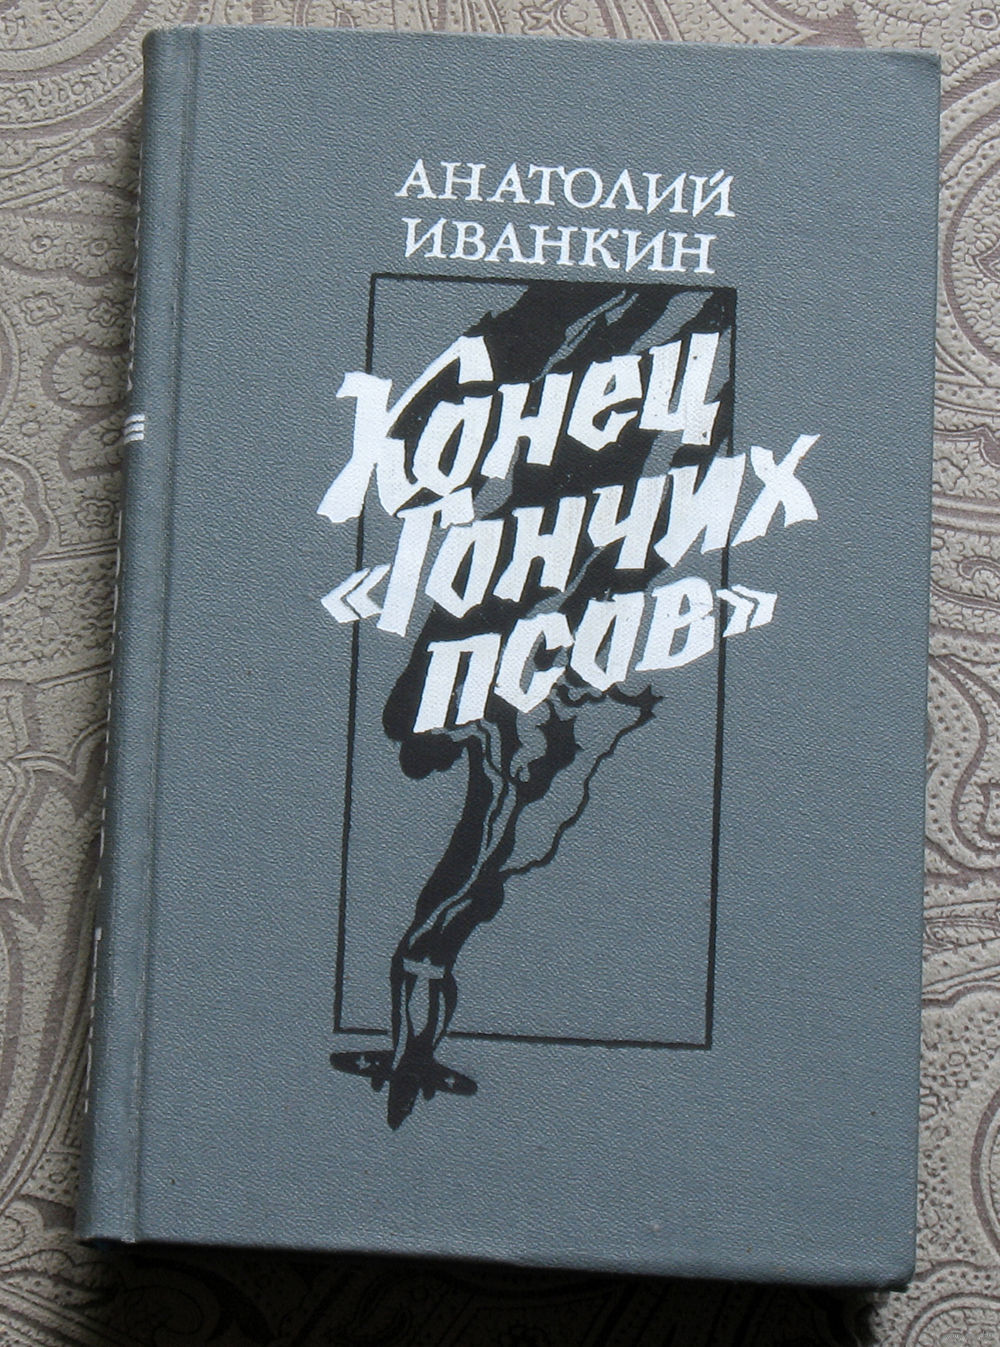 АНАТОЛИЙ
ИВАНКИН
Конец
«Гончих
псов»